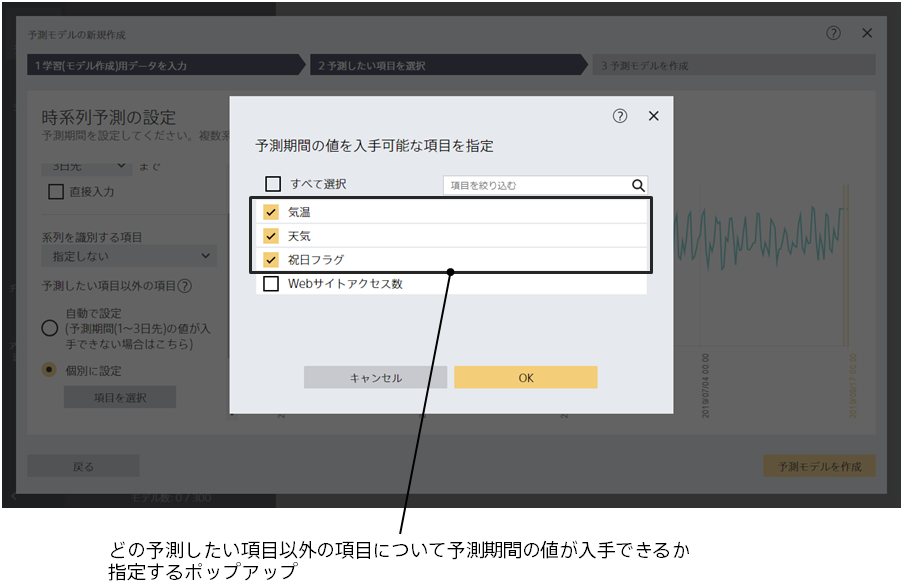 予測モデルの新規作成
1 学習(モデル作成)用データを入力
2 予測したい項目を選択
3 予測モデルを作成
時系列予測の設定
予測期間を設定してください。複数系
3日先 まで
直接入力
系列を識別する項目
指定しない
予測したい項目以外の項目
自動で設定
(予測期間(1～3日先)の値が入
手できない場合はこちら)
個別に設定
項目を選択
予測期間の値を入手可能な項目を指定
すべて選択
項目を絞り込む
気温
天気
祝日フラグ
Webサイトアクセス数
キャンセル
OK
2019/07/04 00:00
戻る
予測モデルを作成
モデル数: 0 / 300
どの予測したい項目以外の項目について予測期間の値が入手できるか
指定するポップアップ